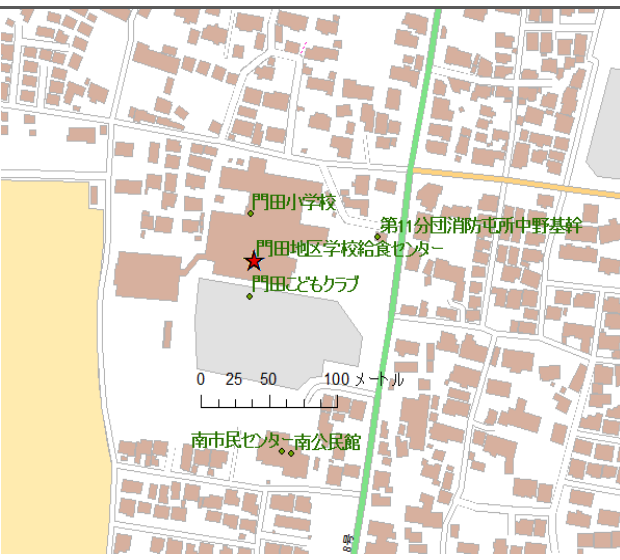 門田小学校
第11分団消防屯所中野基幹
門田地区学校給食センター
門田こどもクラブ
0 25 50 100 メートル
南市民センター
南公民館
8号